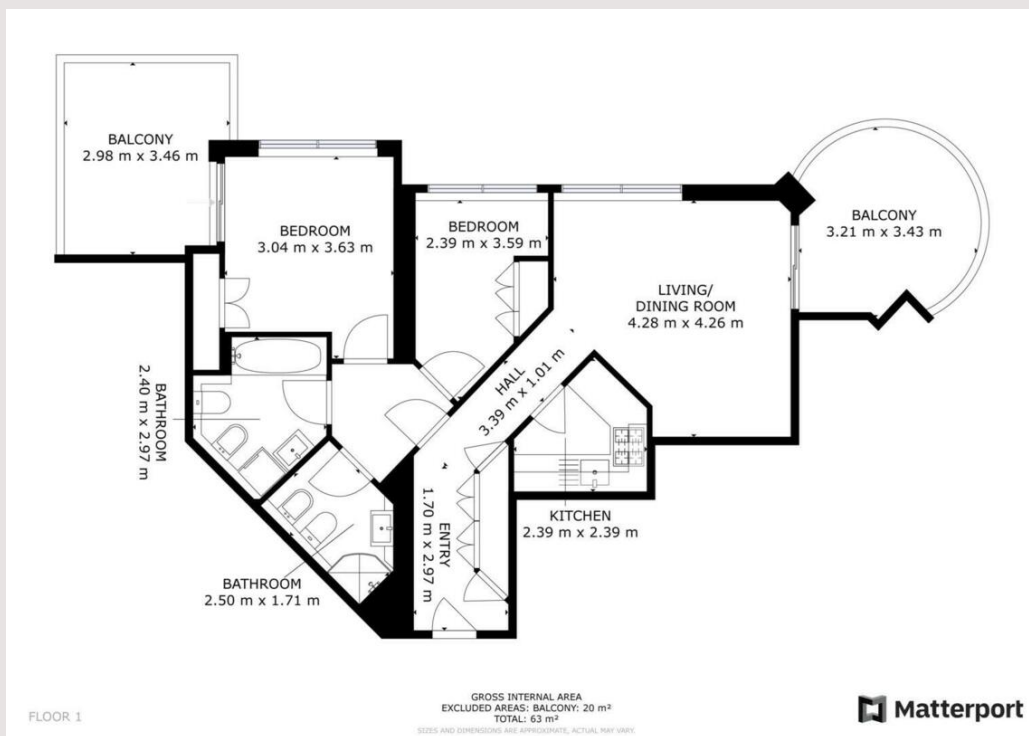 BALCONY
2.98 m x 3.46 m
BEDROOM
3.04 m x 3.63 m
BEDROOM
2.39 m x 3.59 m
BALCONY
3.21 m x 3.43 m
LIVING/
DINING ROOM
4.28 m x 4.26 m
HALL
3.39 m x 1.01 m
BATHROOM
2.40 m x 2.97 m
KITCHEN
2.39 m x 2.39 m
ENTRY
1.70 m x 2.97 m
BATHROOM
2.50 m x 1.71 m
FLOOR 1
GROSS INTERNAL AREA
EXCLUDED AREAS: BALCONY: 20 m²
TOTAL: 63 m²
SIZES AND DIMENSIONS ARE APPROXIMATE, ACTUAL MAY VARY.
Matterport